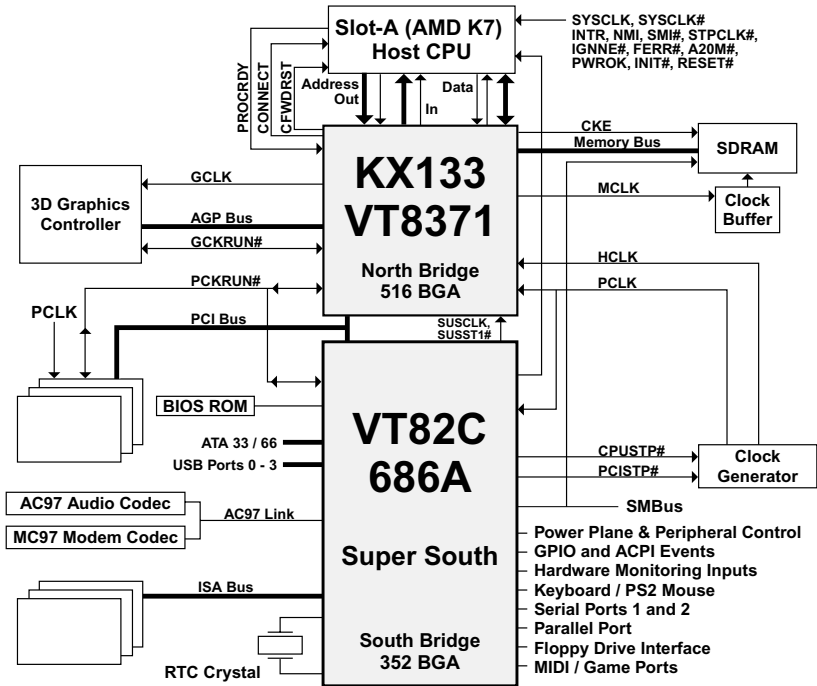 Slot-A (AMD K7)
Host CPU
SYSCLK, SYSCLK#
INTR, NMI, SMI#, STPCLK#,
IGNNE#, FERR#, A20M#
PWROK, INIT#, RESET#
PROCRDY
CONNECT
CFWDRST
Address
Out
In
Data
KX133
VT8371
North Bridge
516 BGA
CKE
Memory Bus
SDRAM
MCLK
Clock
Buffer
3D Graphics
Controller
GCLK
AGP Bus
GCKRUN#
HCLK
PCLK
PCKRUN#
PCLK
PCI Bus
SUSCLK,
SUSST1#
VT82C
686A
Super South
South Bridge
352 BGA
BIOS ROM
ATA 33 / 66
USB Ports 0 - 3
AC97 Audio Codec
MC97 Modem Codec
AC97 Link
ISA Bus
RTC Crystal
CPUSTP#
PCISTP#
Clock
Generator
SMBus
Power Plane & Peripheral Control
GPIO and ACPI Events
Hardware Monitoring Inputs
Keyboard / PS2 Mouse
Serial Ports 1 and 2
Parallel Port
Floppy Drive Interface
MIDI / Game Ports